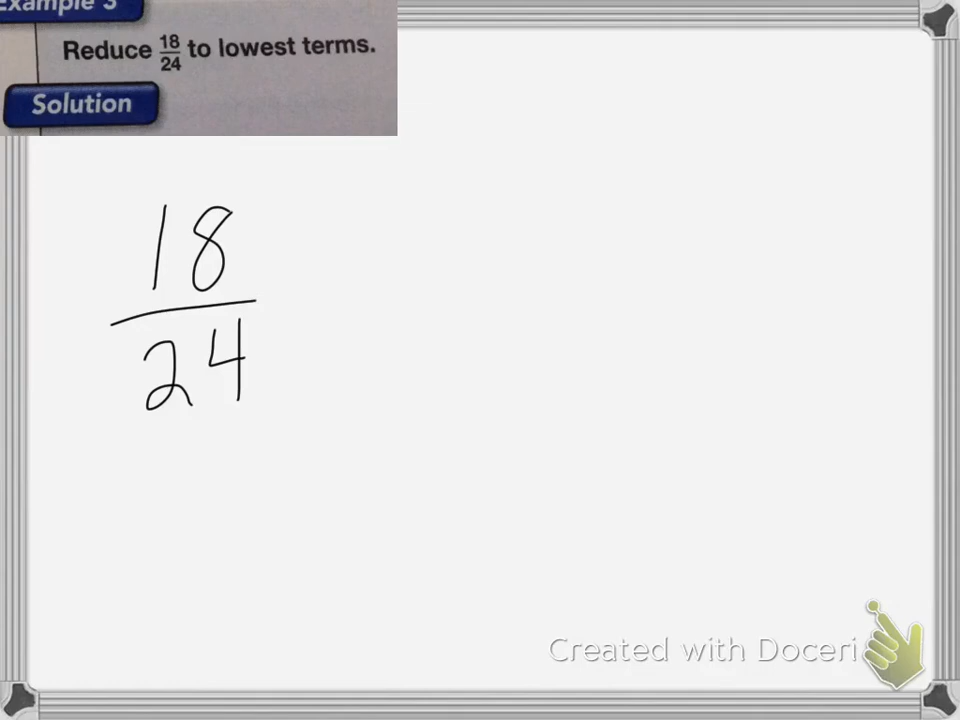 Example 3
Reduce 18/24 to lowest terms.
Solution
18
24
Created with Doceri